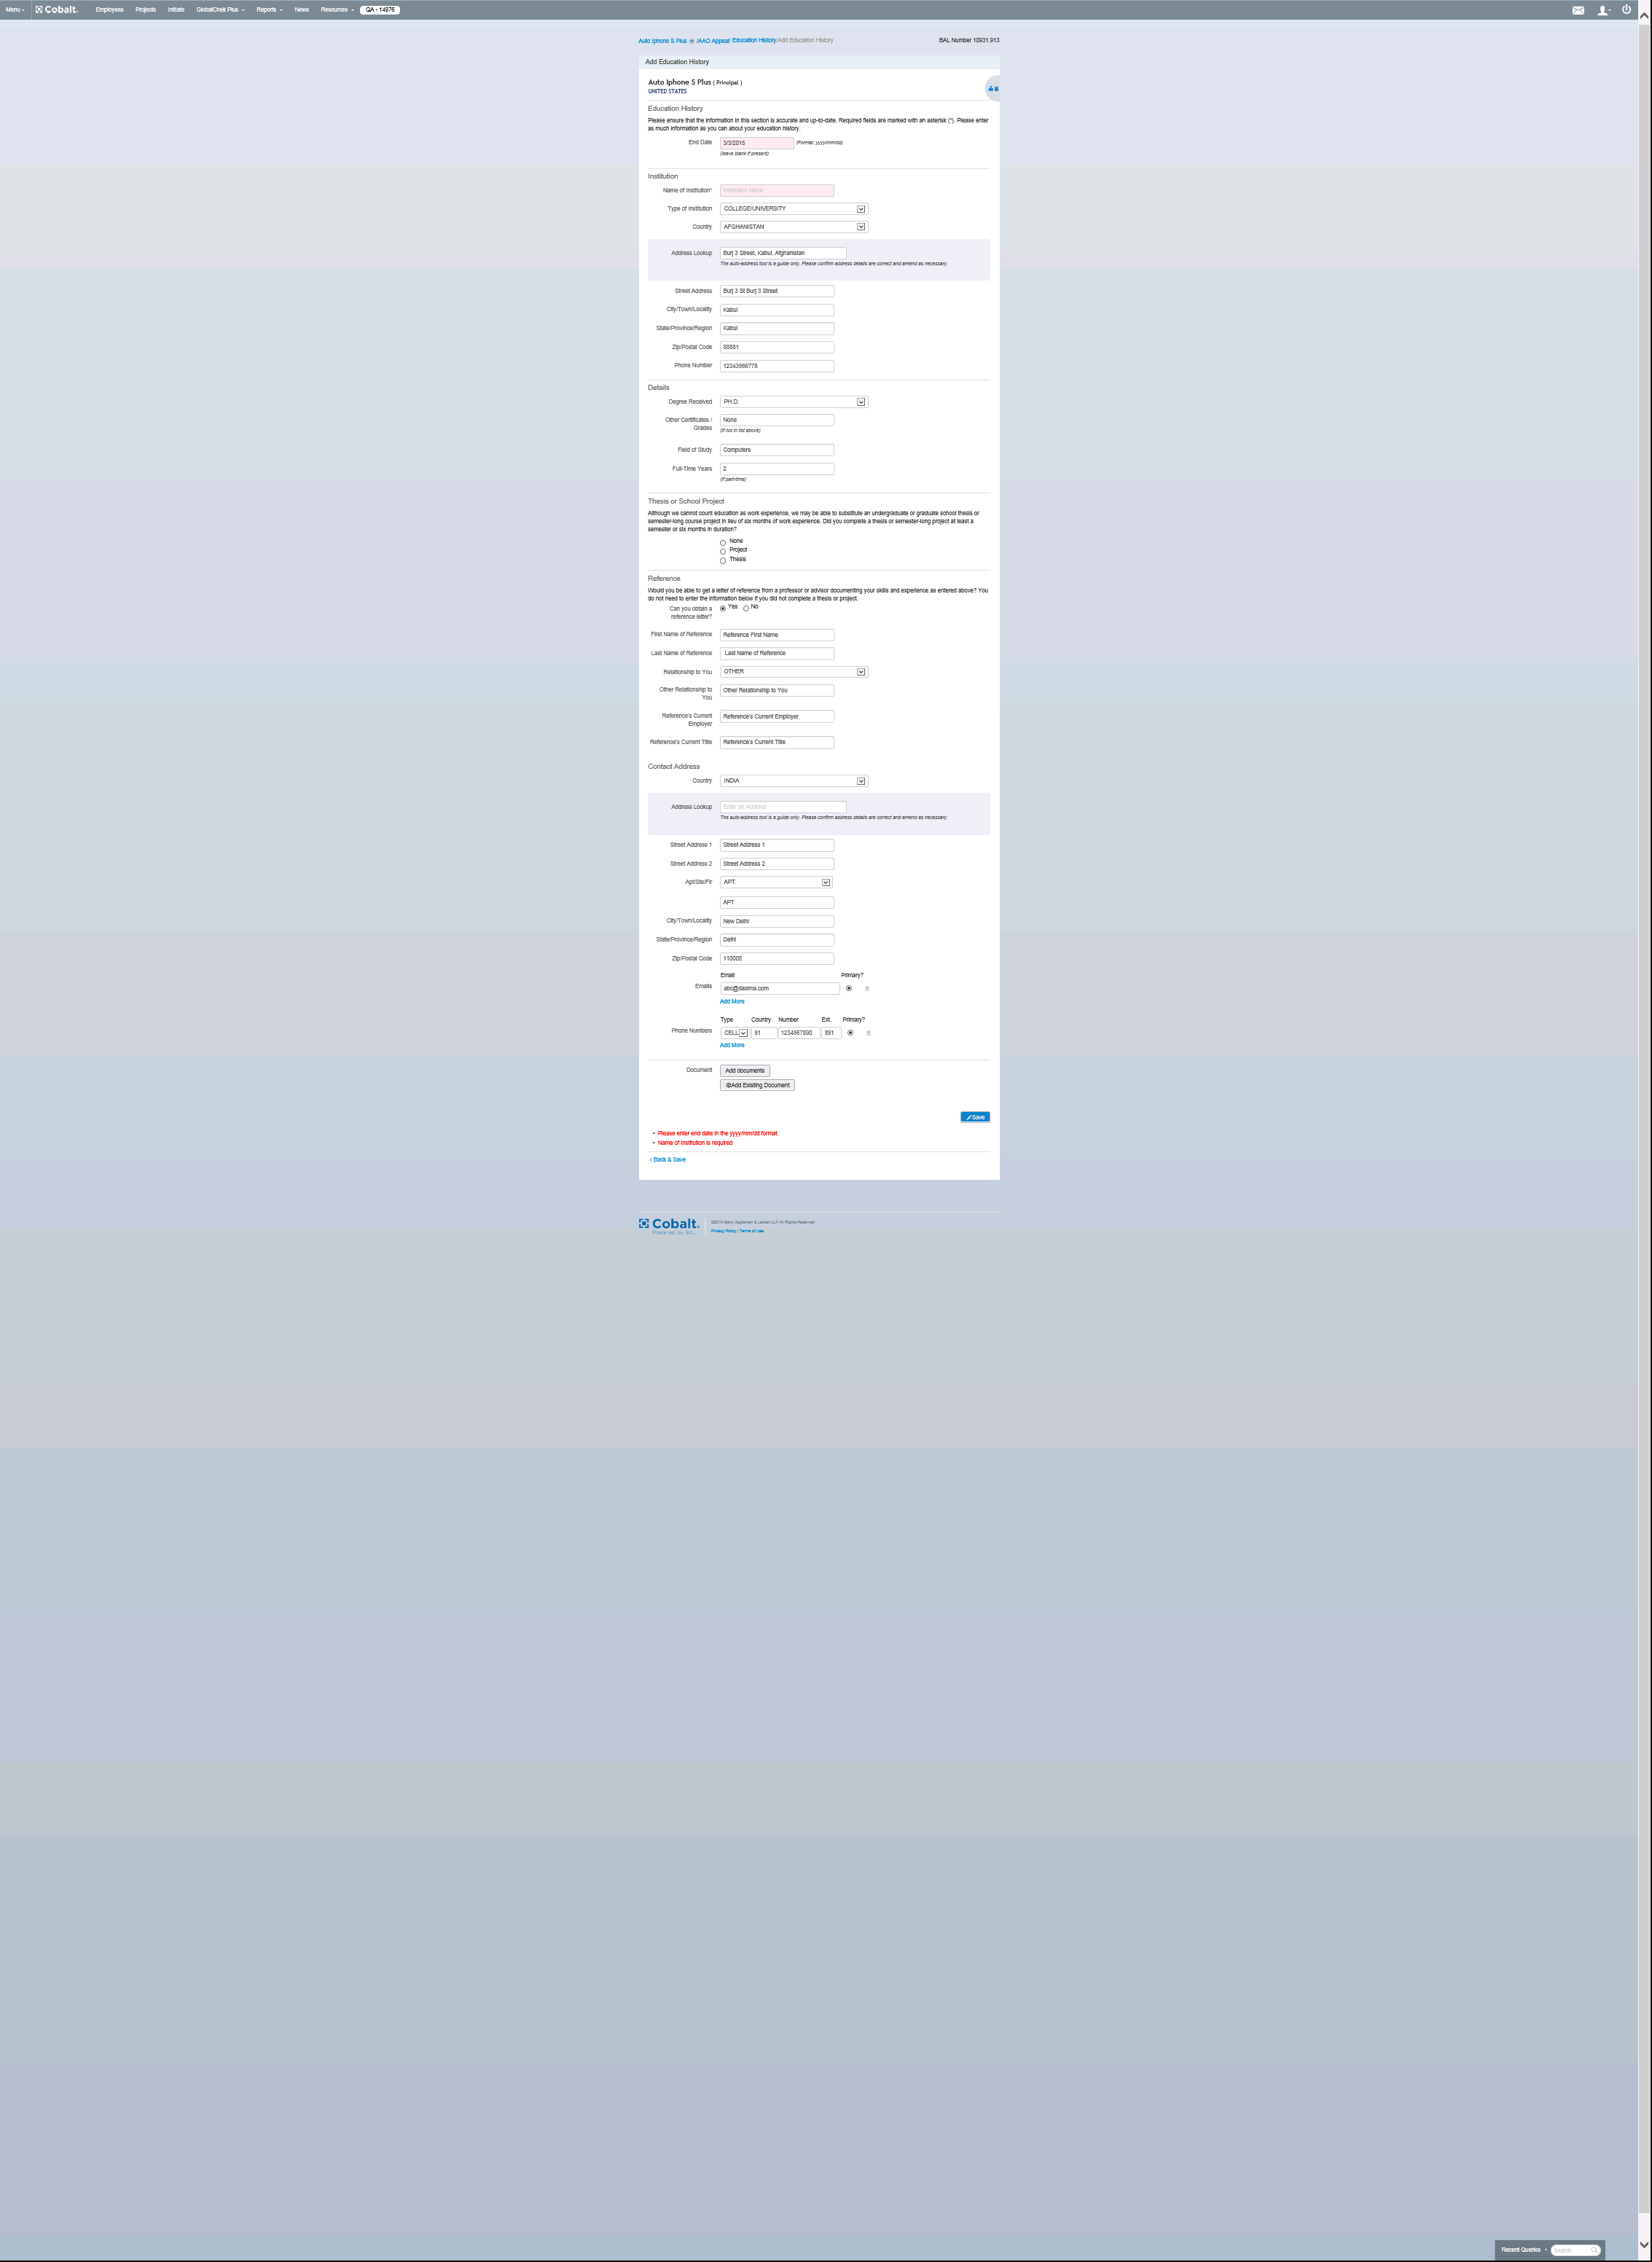 Menu Cobalt. Employees Projects Initiate GlobalChek Plus Reports News Resources QA - 14976
Auto Iphone S Plus /AAO Appeal/ Education History/Add Education History BAL Number 10931.913
Add Education History
Auto Iphone S Plus ( Principal )
UNITED STATES
Education History
Please ensure that the information in this section is accurate and up-to-date. Required fields are marked with an asterisk (*). Please enter
as much information as you can about your education history.
End Date 3/3/2015 (Format: yyyy/mm/dd)
(leave blank if present)
Institution
Name of Institution* Institution Name
Type of Institution COLLEGE/UNIVERSITY
Country AFGHANISTAN
Address Lookup Burj 3 Street, Kabul, Afghanistan
The auto-address tool is a guide only. Please confirm address details are correct and amend as necessary.
Street Address Burj 3 St Burj 3 Street
City/Town/Locality Kabul
State/Province/Region Kabul
Zip/Postal Code
Phone Number 12343566778
Details
Degree Received PH.D.
Other Certificates / None
Grades
(if not in list above)
Field of Study Computers
Full-Time Years 2
(if part-time)
Thesis or School Project
Although we cannot count education as work experience, we may be able to substitute an undergraduate or graduate school thesis or
semester-long course project in lieu of six months of work experience. Did you complete a thesis or semester-long project at least a
semester or six months in duration?
None
Project
Thesis
Reference
Would you be able to get a letter of reference from a professor or advisor documenting your skills and experience as entered above? You
do not need to enter the information below if you did not complete a thesis or project.
Can you obtain a Yes No
reference letter?
First Name of Reference Reference First Name
Last Name of Reference Last Name of Reference
Relationship to You OTHER
Other Relationship to Other Relationship to You
You
Reference's Current Reference's Current Employer
Employer
Reference's Current Title Reference's Current Title
Contact Address
Country INDIA
Address Lookup Enter an Address
The auto-address tool is a guide only. Please confirm address details are correct and amend as necessary.
Street Address 1 Street Address 1
Street Address 2 Street Address 2
Apt/Ste/Flr APT.
APT
City/Town/Locality New Delhi
State/Province/Region Delhi
Zip/Postal Code 110005
Email Primary?
Emails abc@daxima.com
Add More
Type Country Number Ext. Primary?
Phone Numbers CELL 91 1234567890 891
Add More
Document Add documents
Add Existing Document
Save
• Please enter end date in the yyyy/mm/dd format.
• Name of Institution is required
‹ Back & Save
Cobalt. ©2014 Berry Appleman & Leiden LLP All Rights Reserved
Powered by BAL Privacy Policy | Terms of Use
Recent Queries Search